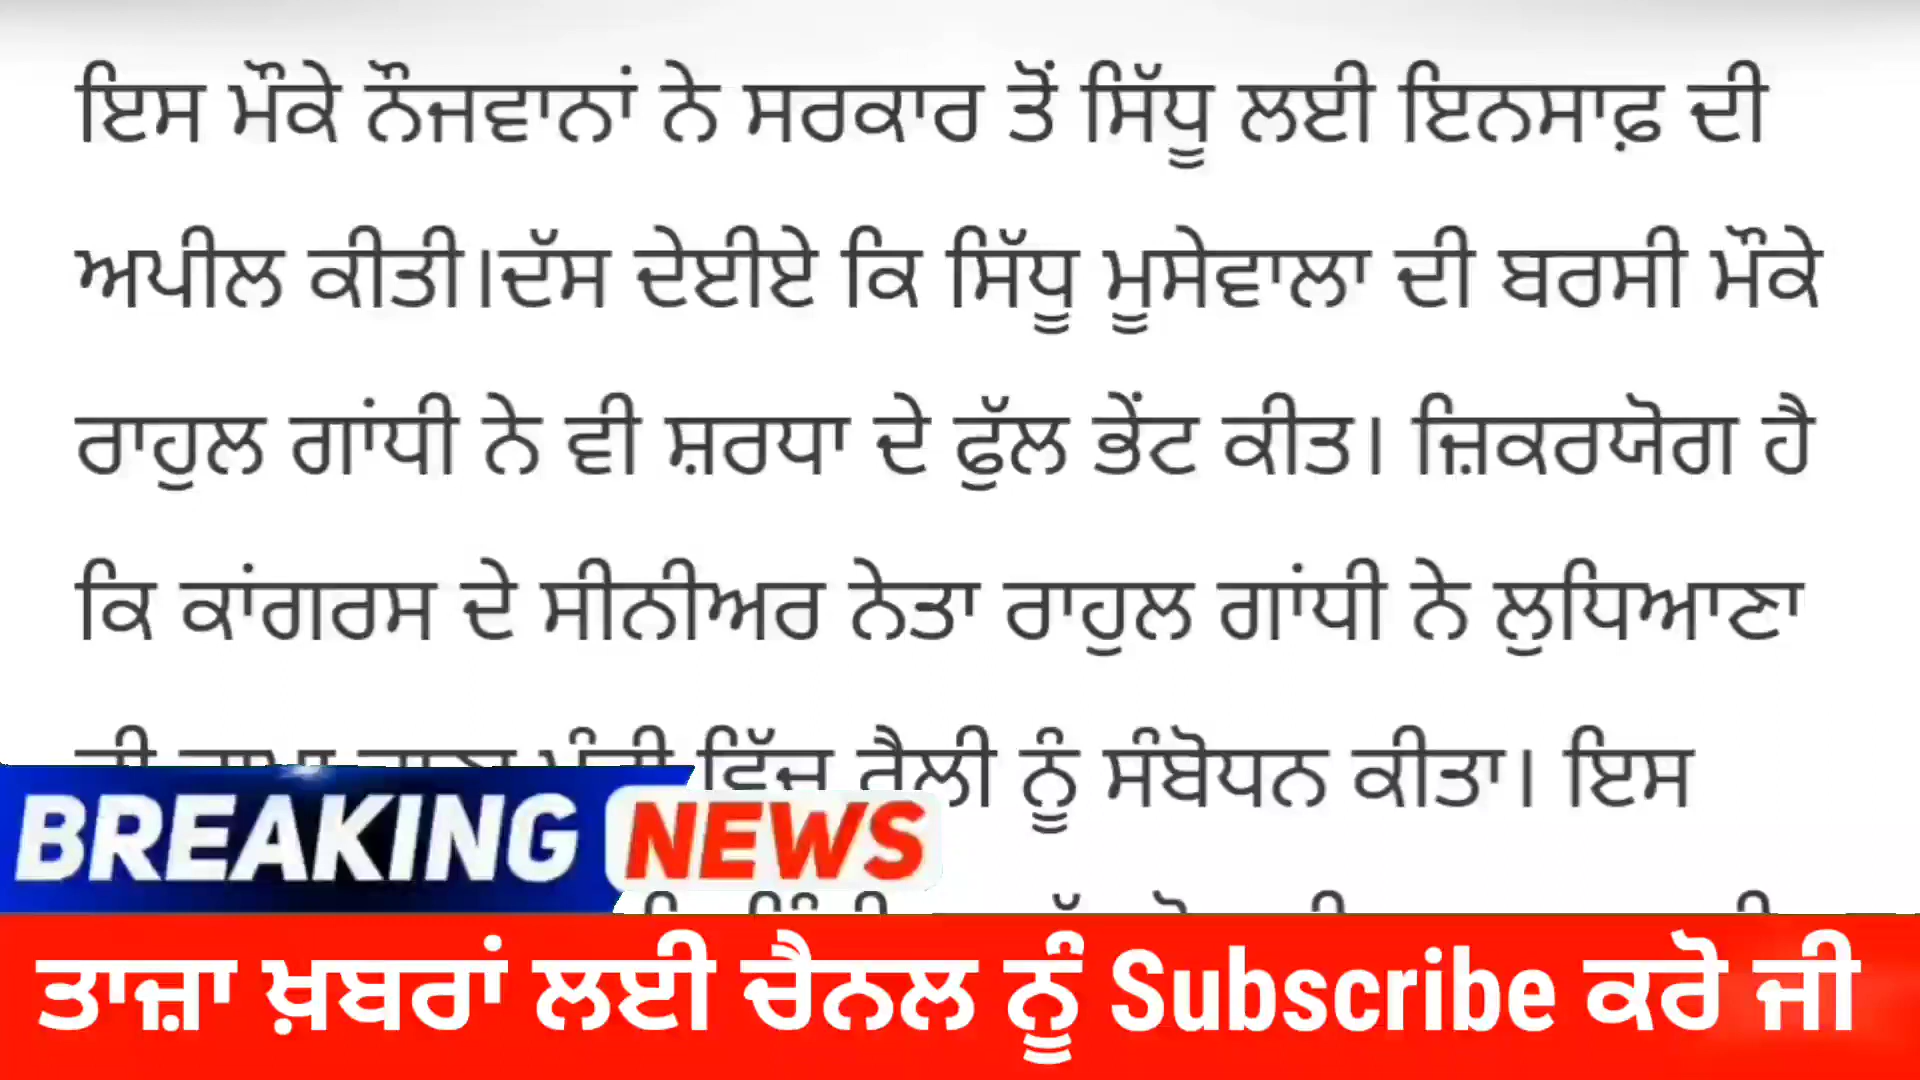 ਇਸ ਮੌਕੇ ਨੌਜਵਾਨਾਂ ਨੇ ਸਰਕਾਰ ਤੋਂ ਸਿੱਧੂ ਲਈ ਇਨਸਾਫ਼ ਦੀ
ਅਪੀਲ ਕੀਤੀ।ਦੱਸ ਦੇਈਏ ਕਿ ਸਿੱਧੂ ਮੂਸੇਵਾਲਾ ਦੀ ਬਰਸੀ ਮੌਕੇ
ਰਾਹੁਲ ਗਾਂਧੀ ਨੇ ਵੀ ਸ਼ਰਧਾ ਦੇ ਫੁੱਲ ਭੇਂਟ ਕੀਤ। ਜ਼ਿਕਰਯੋਗ ਹੈ
ਕਿ ਕਾਂਗਰਸ ਦੇ ਸੀਨੀਅਰ ਨੇਤਾ ਰਾਹੁਲ ਗਾਂਧੀ ਨੇ ਲੁਧਿਆਣਾ
ਵਿੱਚ ਰੈਲੀ ਨੂੰ ਸੰਬੋਧਨ ਕੀਤਾ। ਇਸ
BREAKING NEWS
ਤਾਜ਼ਾ ਖ਼ਬਰਾਂ ਲਈ ਚੈਨਲ ਨੂੰ Subscribe ਕਰੋ ਜੀ